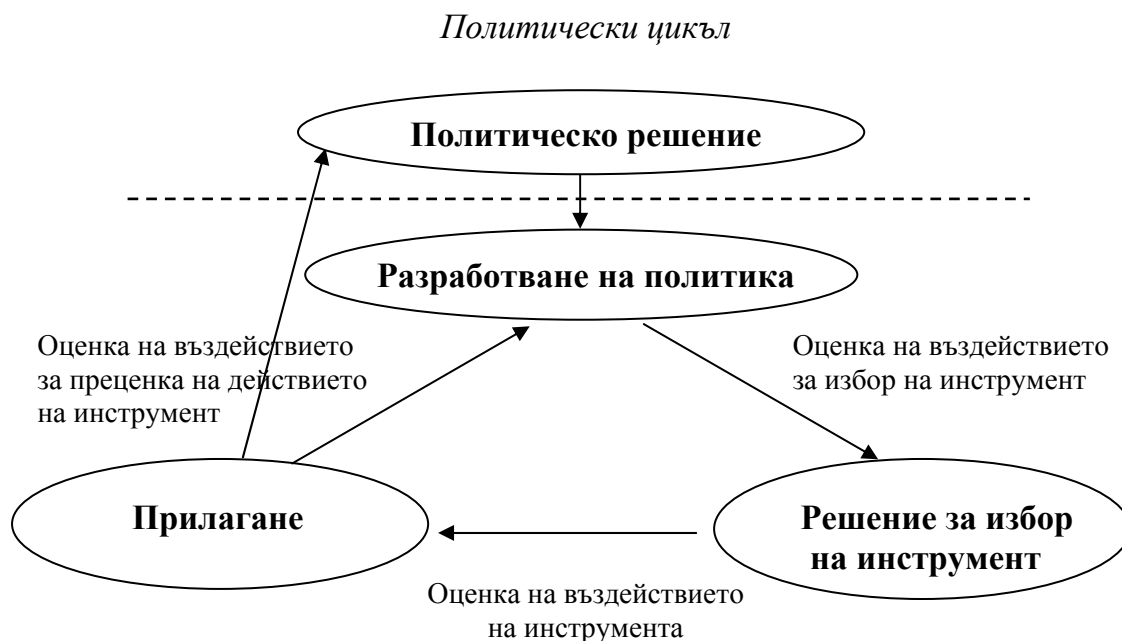 Политически цикъл
Политическо решение
Разработване на политика
Оценка на въздействието
за преценка на действието
на инструмент
Оценка на въздействието
за избор на инструмент
Прилагане
Решение за избор
на инструмент
Оценка на въздействието
на инструмента